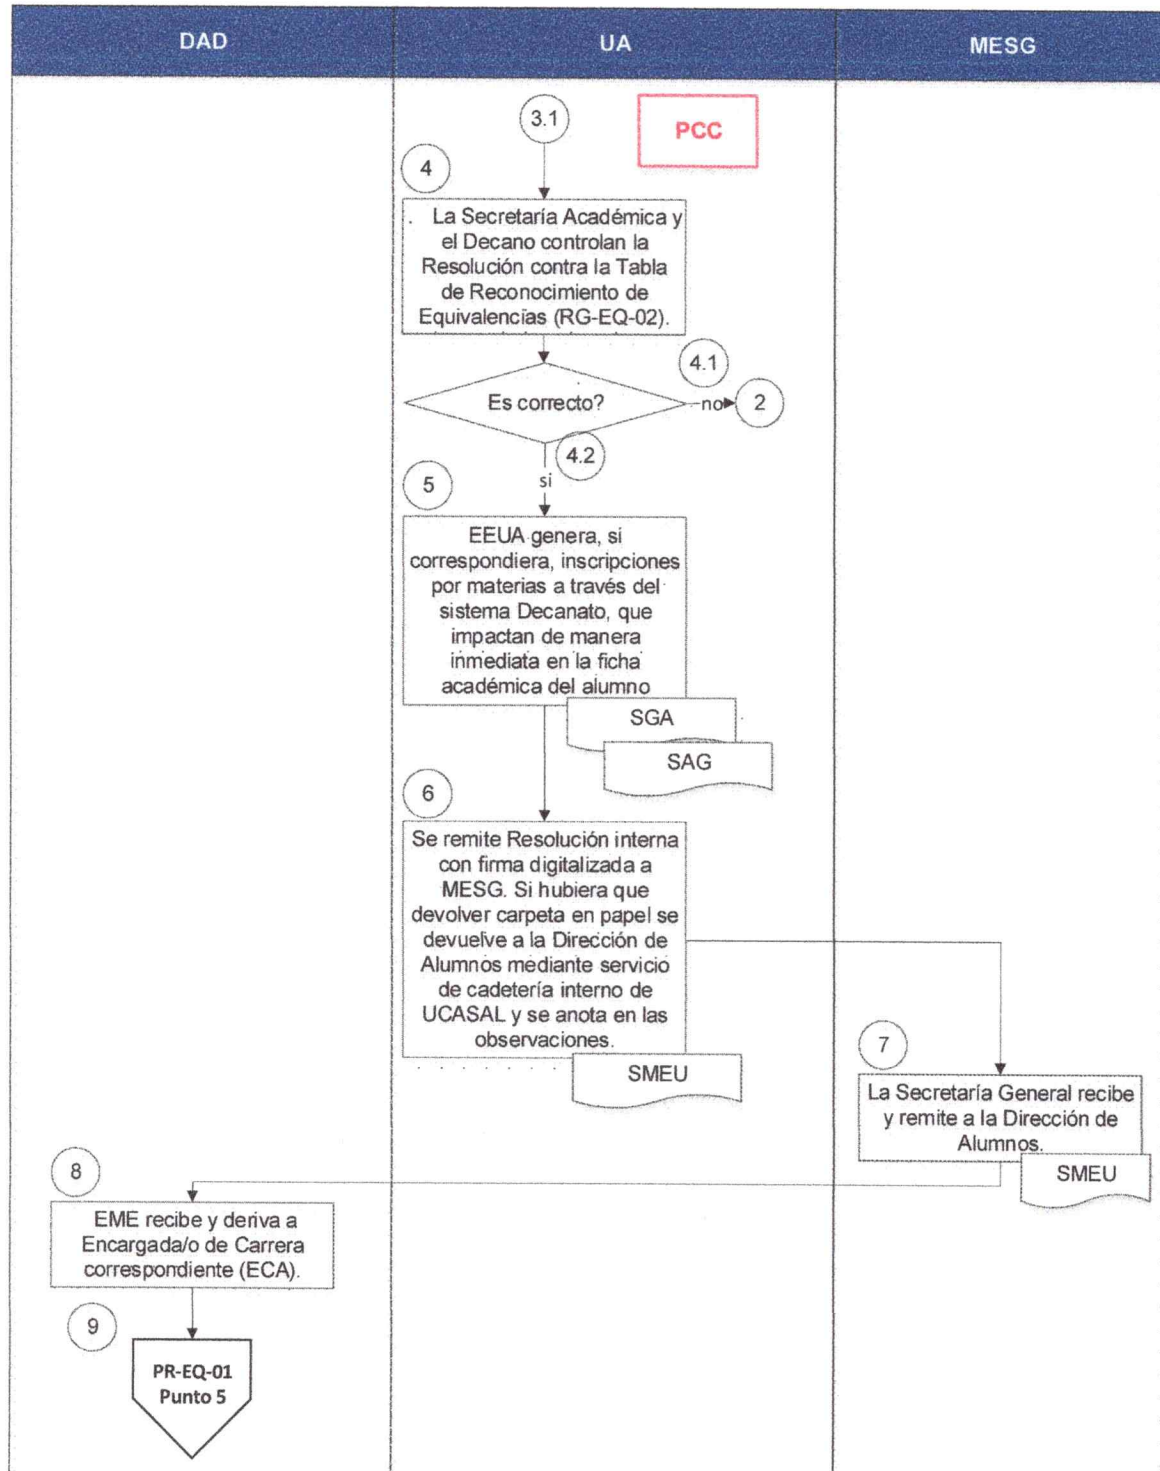 DAD
UA
MESG
3.1
PCC
4
. La Secretaría Académica y
el Decano controlan la
Resolución contra la Tabla
de Reconocimiento de
Equivalencias (RG-EQ-02).
4.1
Es correcto?
no
2
4.2
si
5
EEUA genera, si
correspondiera, inscripciones
por materias a través del
sistema Decanato, que
impactan de manera
inmediata en la ficha
académica del alumno
SGA
SAG
6
Se remite Resolución interna
con firma digitalizada a
MESG. Si hubiera que
devolver carpeta en papel se
devuelve a la Dirección de
Alumnos mediante servicio
de cadetería interno de
UCASAL y se anota en las
observaciones.
SMEU
7
La Secretaría General recibe
y remite a la Dirección de
Alumnos.
SMEU
8
EME recibe y deriva a
Encargada/o de Carrera
correspondiente (ECA).
9
PR-EQ-01
Punto 5